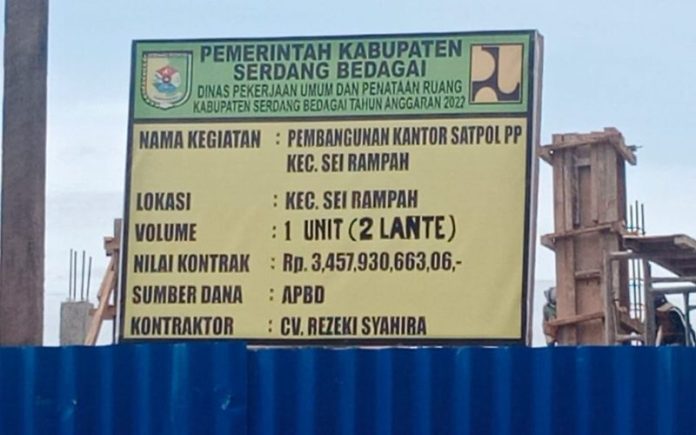 PEMERINTAH KABUPATEN
SERDANG BEDAGAI
DINAS PEKERJAAN UMUM DAN PENATAAN RUANG
KABUPATEN SERDANG BEDAGAI TAHUN ANGGARAN 2022
NAMA KEGIATAN : PEMBANGUNAN KANTOR SATPOL PP
KEC. SEI RAMPAH
LOKASI : KEC. SEI RAMPAH
VOLUME : 1 UNIT (2 LANTE)
NILAI KONTRAK : Rp. 3,457,930,663,06,-
SUMBER DANA : APBD
KONTRAKTOR : CV. REZEKI SYAHIRA